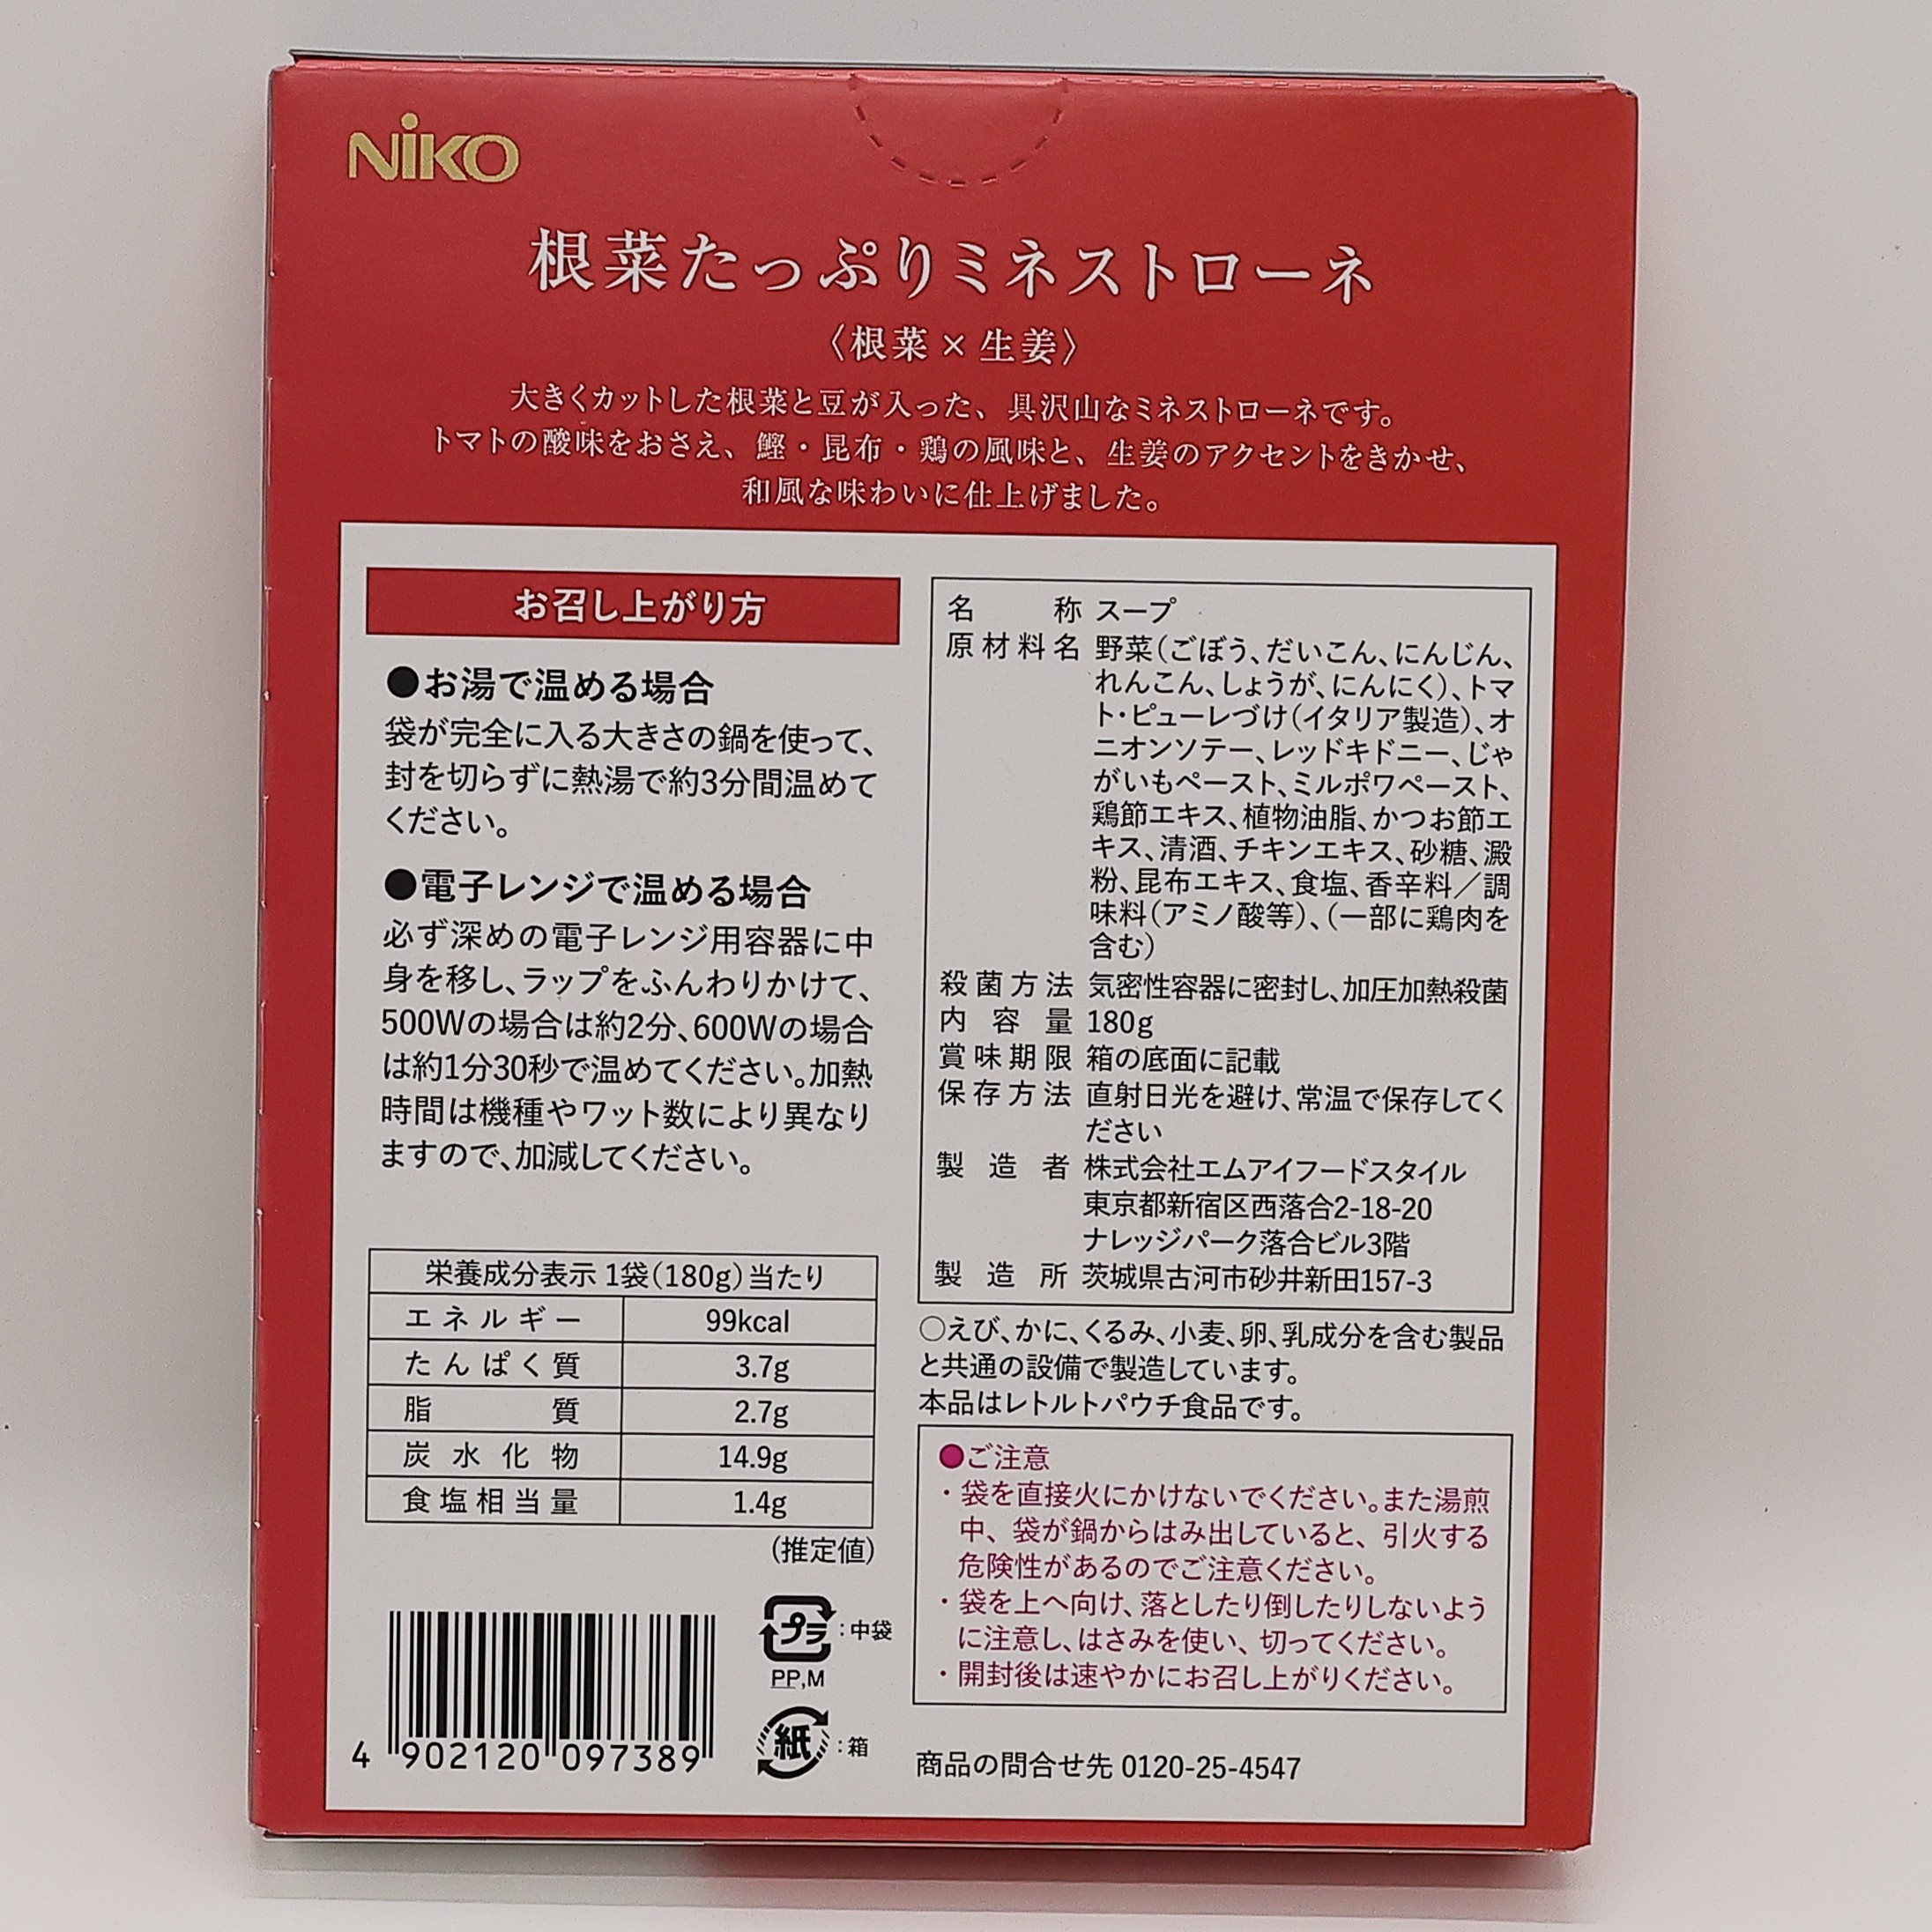 NiKO
根菜たっぷりミネストローネ
〈根菜×生姜〉
大きくカットした根菜と豆が入った、具沢山なミネストローネです。
トマトの酸味をおさえ、鰹・昆布・鶏の風味と、生姜のアクセントをきかせ、
和風な味わいに仕上げました。
お召し上がり方
●お湯で温める場合
袋が完全に入る大きさの鍋を使って、
封を切らずに熱湯で約3分間温めて
ください。
●電子レンジで温める場合
必ず深めの電子レンジ用容器に中
身を移し、ラップをふんわりかけて、
500Wの場合は約2分、600Wの場合
は約1分30秒で温めてください。加熱
時間は機種やワット数により異なり
ますので、加減してください。
栄養成分表示 1袋(180g)当たり
エネルギー 99kcal
たんぱく質 3.7g
脂質 2.7g
炭水化物 14.9g
食塩相当量 1.4g
(推定値)
4 902120 097389
プラ:中袋
PP,M
紙:箱
名称 スープ
原材料名 野菜(ごぼう、だいこん、にんじん、
れんこん、しょうが、にんにく)、トマ
ト・ピューレづけ(イタリア製造)、オ
ニオンソテー、レッドキドニー、じゃ
がいもペースト、ミルポワペースト、
鶏節エキス、植物油脂、かつお節エ
キス、清酒、チキンエキス、砂糖、澱
粉、昆布エキス、食塩、香辛料/調
味料(アミノ酸等)、(一部に鶏肉を
含む)
殺菌方法 気密性容器に密封し、加圧加熱殺菌
内容量 180g
賞味期限 箱の底面に記載
保存方法 直射日光を避け、常温で保存してく
ださい
製造者 株式会社エムアイフードスタイル
東京都新宿区西落合2-18-20
ナレッジパーク落合ビル3階
製造所 茨城県古河市砂井新田157-3
○えび、かに、くるみ、小麦、卵、乳成分を含む製品
と共通の設備で製造しています。
本品はレトルトパウチ食品です。
●ご注意
・袋を直接火にかけないでください。また湯煎
中、袋が鍋からはみ出していると、引火する
危険性があるのでご注意ください。
・袋を上へ向け、落としたり倒したりしないよう
に注意し、はさみを使い、切ってください。
・開封後は速やかにお召し上がりください。
商品の問合せ先 0120-25-4547